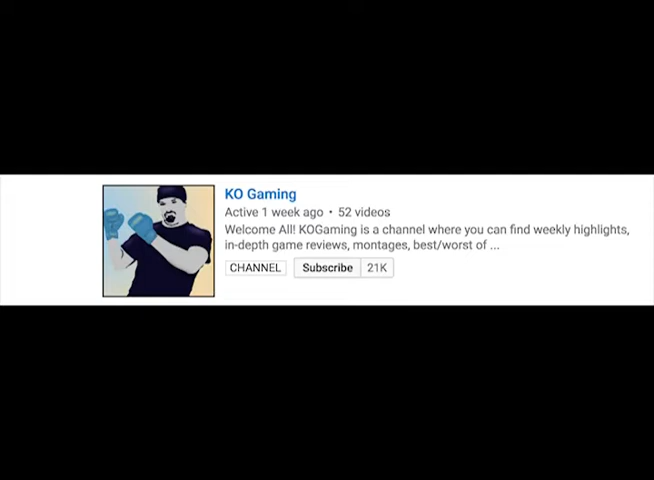 KO Gaming
Active 1 week ago • 52 videos
Welcome All! KOGaming is a channel where you can find weekly highlights,
in-depth game reviews, montages, best/worst of ...
CHANNEL Subscribe 21K